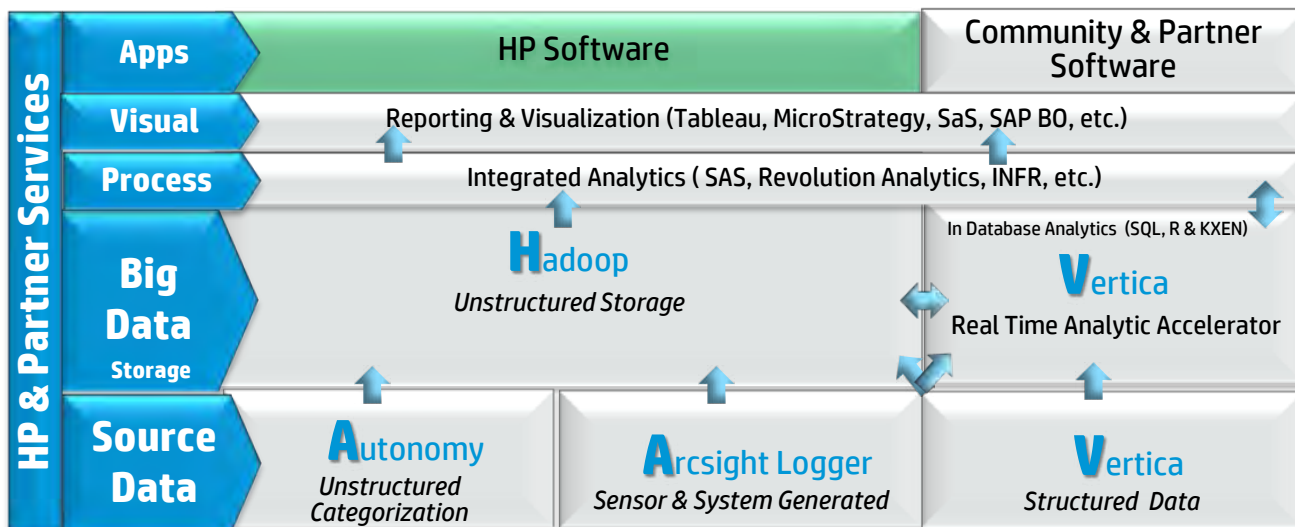 HP & Partner Services
Apps
HP Software
Community & Partner
Software
Visual
Reporting & Visualization (Tableau, MicroStrategy, SaS, SAP BO, etc.)
Process
Integrated Analytics ( SAS, Revolution Analytics, INFR, etc.)
Big
Data
Storage
Hadoop
Unstructured Storage
In Database Analytics (SQL, R & KXEN)
Vertica
Real Time Analytic Accelerator
Source
Data
Autonomy
Unstructured
Categorization
Arcsight Logger
Sensor & System Generated
Vertica
Structured Data